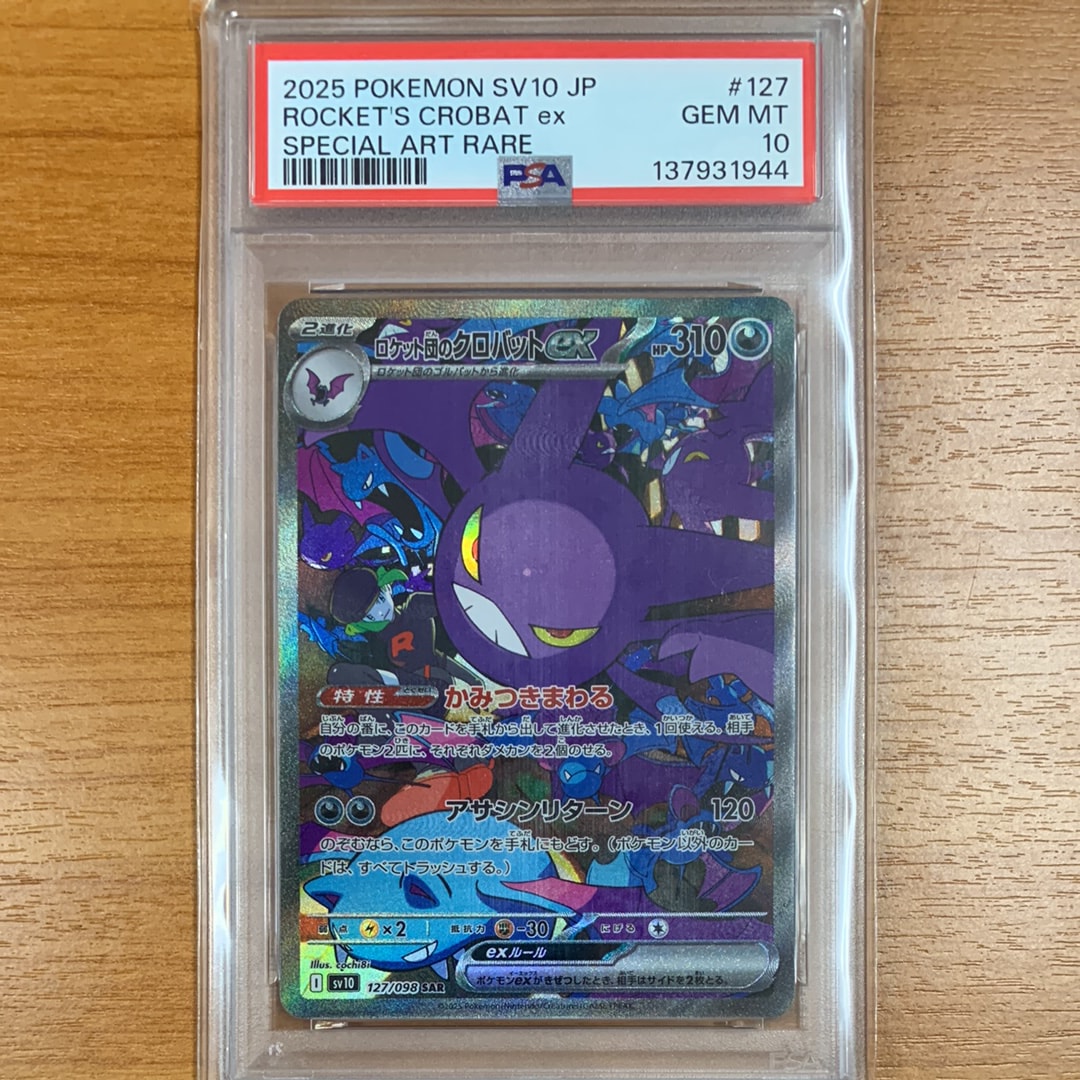 2025 POKEMON SV10 JP #127
ROCKET'S CROBAT ex GEM MT
SPECIAL ART RARE 10
PSA 137931944
2進化
ロケット団のクロバットex HP310
ロケット団のゴルバットから進化
R
特性 かみつきまわる
自分の番に、このカードを手札から出して進化させたとき、1回使える。相手
のポケモン2匹に、それぞれダメカンを2個のせる。
アサシンリターン 120
のぞむなら、このポケモンを手札にもどす。(ポケモン以外のカー
ドは、すべてトラッシュする。)
弱点 ×2 抵抗力 -30 にげる
exルール
ポケモンexがきぜつしたとき、相手はサイドを2枚とる。
Illus. cochi8i
I sv10 127/098 SAR
©2025 Pokémon/Nintendo/Creatures/GAME FREAK.